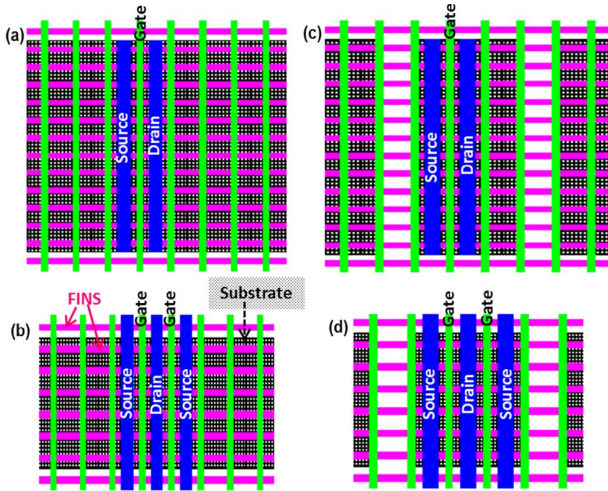 (a)
Gate
Source
Drain
(c)
Gate
Source
Drain
FINS
Substrate
(b)
Gate
Gate
Source
Drain
Source
(d)
Gate
Gate
Source
Drain
Source